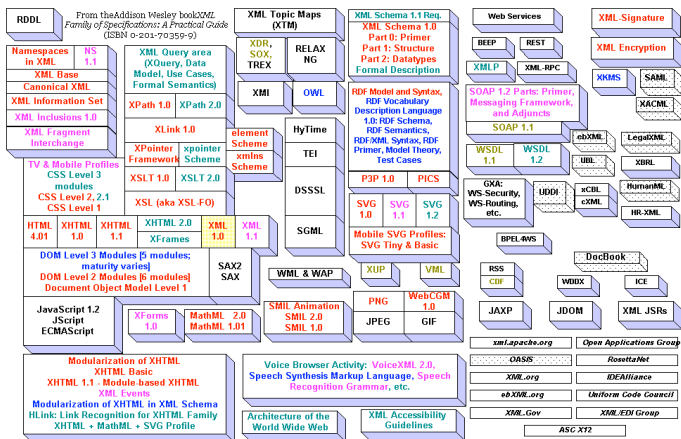 RDDL
From theAddison Wesley bookXML
Family of Specifications: A Practical Guide
(ISBN 0-201-70359-9)
Namespaces
in XML
NS
1.1
XML Base
Canonical XML
XML Information Set
XML Inclusions 1.0
XML Fragment
Interchange
XML Query area
(XQuery, Data
Model, Use Cases,
Formal Semantics)
XPath 1.0
XPath 2.0
XLink 1.0
XPointer
Framework
xpointer
Scheme
element
Scheme
xmlns
Scheme
TV & Mobile Profiles
CSS Level 3
modules
CSS Level 2, 2.1
CSS Level 1
XSLT 1.0
XSLT 2.0
XSL (aka XSL-FO)
HTML
4.01
XHTML
1.0
XHTML
1.1
XHTML 2.0
XFrames
XML
1.0
XML
1.1
DOM Level 3 Modules [5 modules;
maturity varies]
DOM Level 2 Modules [6 modules]
Document Object Model Level 1
SAX2
SAX
JavaScript 1.2
JScript
ECMAScript
XForms
1.0
MathML 2.0
MathML 1.01
Modularization of XHTML
XHTML Basic
XHTML 1.1 - Module-based XHTML
XML Events
Modularization of XHTML in XML Schema
HLink: Link Recognition for XHTML Family
XHTML + MathML + SVG Profile
XML Topic Maps
(XTM)
XDR,
SOX,
TREX
RELAX
NG
XMI
OWL
HyTime
TEI
DSSSL
SGML
WML & WAP
SMIL Animation
SMIL 2.0
SMIL 1.0
XML Schema 1.1 Req.
XML Schema 1.0
Part 0: Primer
Part 1: Structure
Part 2: Datatypes
Formal Description
RDF Model and Syntax,
RDF Vocabulary
Description Language
1.0: RDF Schema,
RDF Semantics,
RDF/XML Syntax, RDF
Primer, Model Theory,
Test Cases
P3P 1.0
PICS
SVG
1.0
SVG
1.1
SVG
1.2
Mobile SVG Profiles:
SVG Tiny & Basic
XUP
VML
PNG
WebCGM
1.0
JPEG
GIF
Voice Browser Activity: VoiceXML 2.0,
Speech Synthesis Markup Language, Speech
Recognition Grammar, etc.
Architecture of the
World Wide Web
XML Accessibility
Guidelines
Web Services
BEEP
REST
XMLP
XML-RPC
SOAP 1.2 Parts: Primer,
Messaging Framework,
and Adjuncts
SOAP 1.1
WSDL
1.1
WSDL
1.2
GXA:
WS-Security,
WS-Routing,
etc.
UDDI
ebXML
UBL
xCBL
cXML
BPEL4WS
XML-Signature
XML Encryption
XKMS
SAML
XACML
LegalXML
XBRL
HumanML
HR-XML
DocBook
RSS
CDF
WDDX
ICE
JAXP
JDOM
XML JSRs
xml.apache.org
Open Applications Group
OASIS
RosettaNet
XML.org
IDEAlliance
ebXML.org
Uniform Code Council
XML.Gov
XML/EDI Group
ASC X12